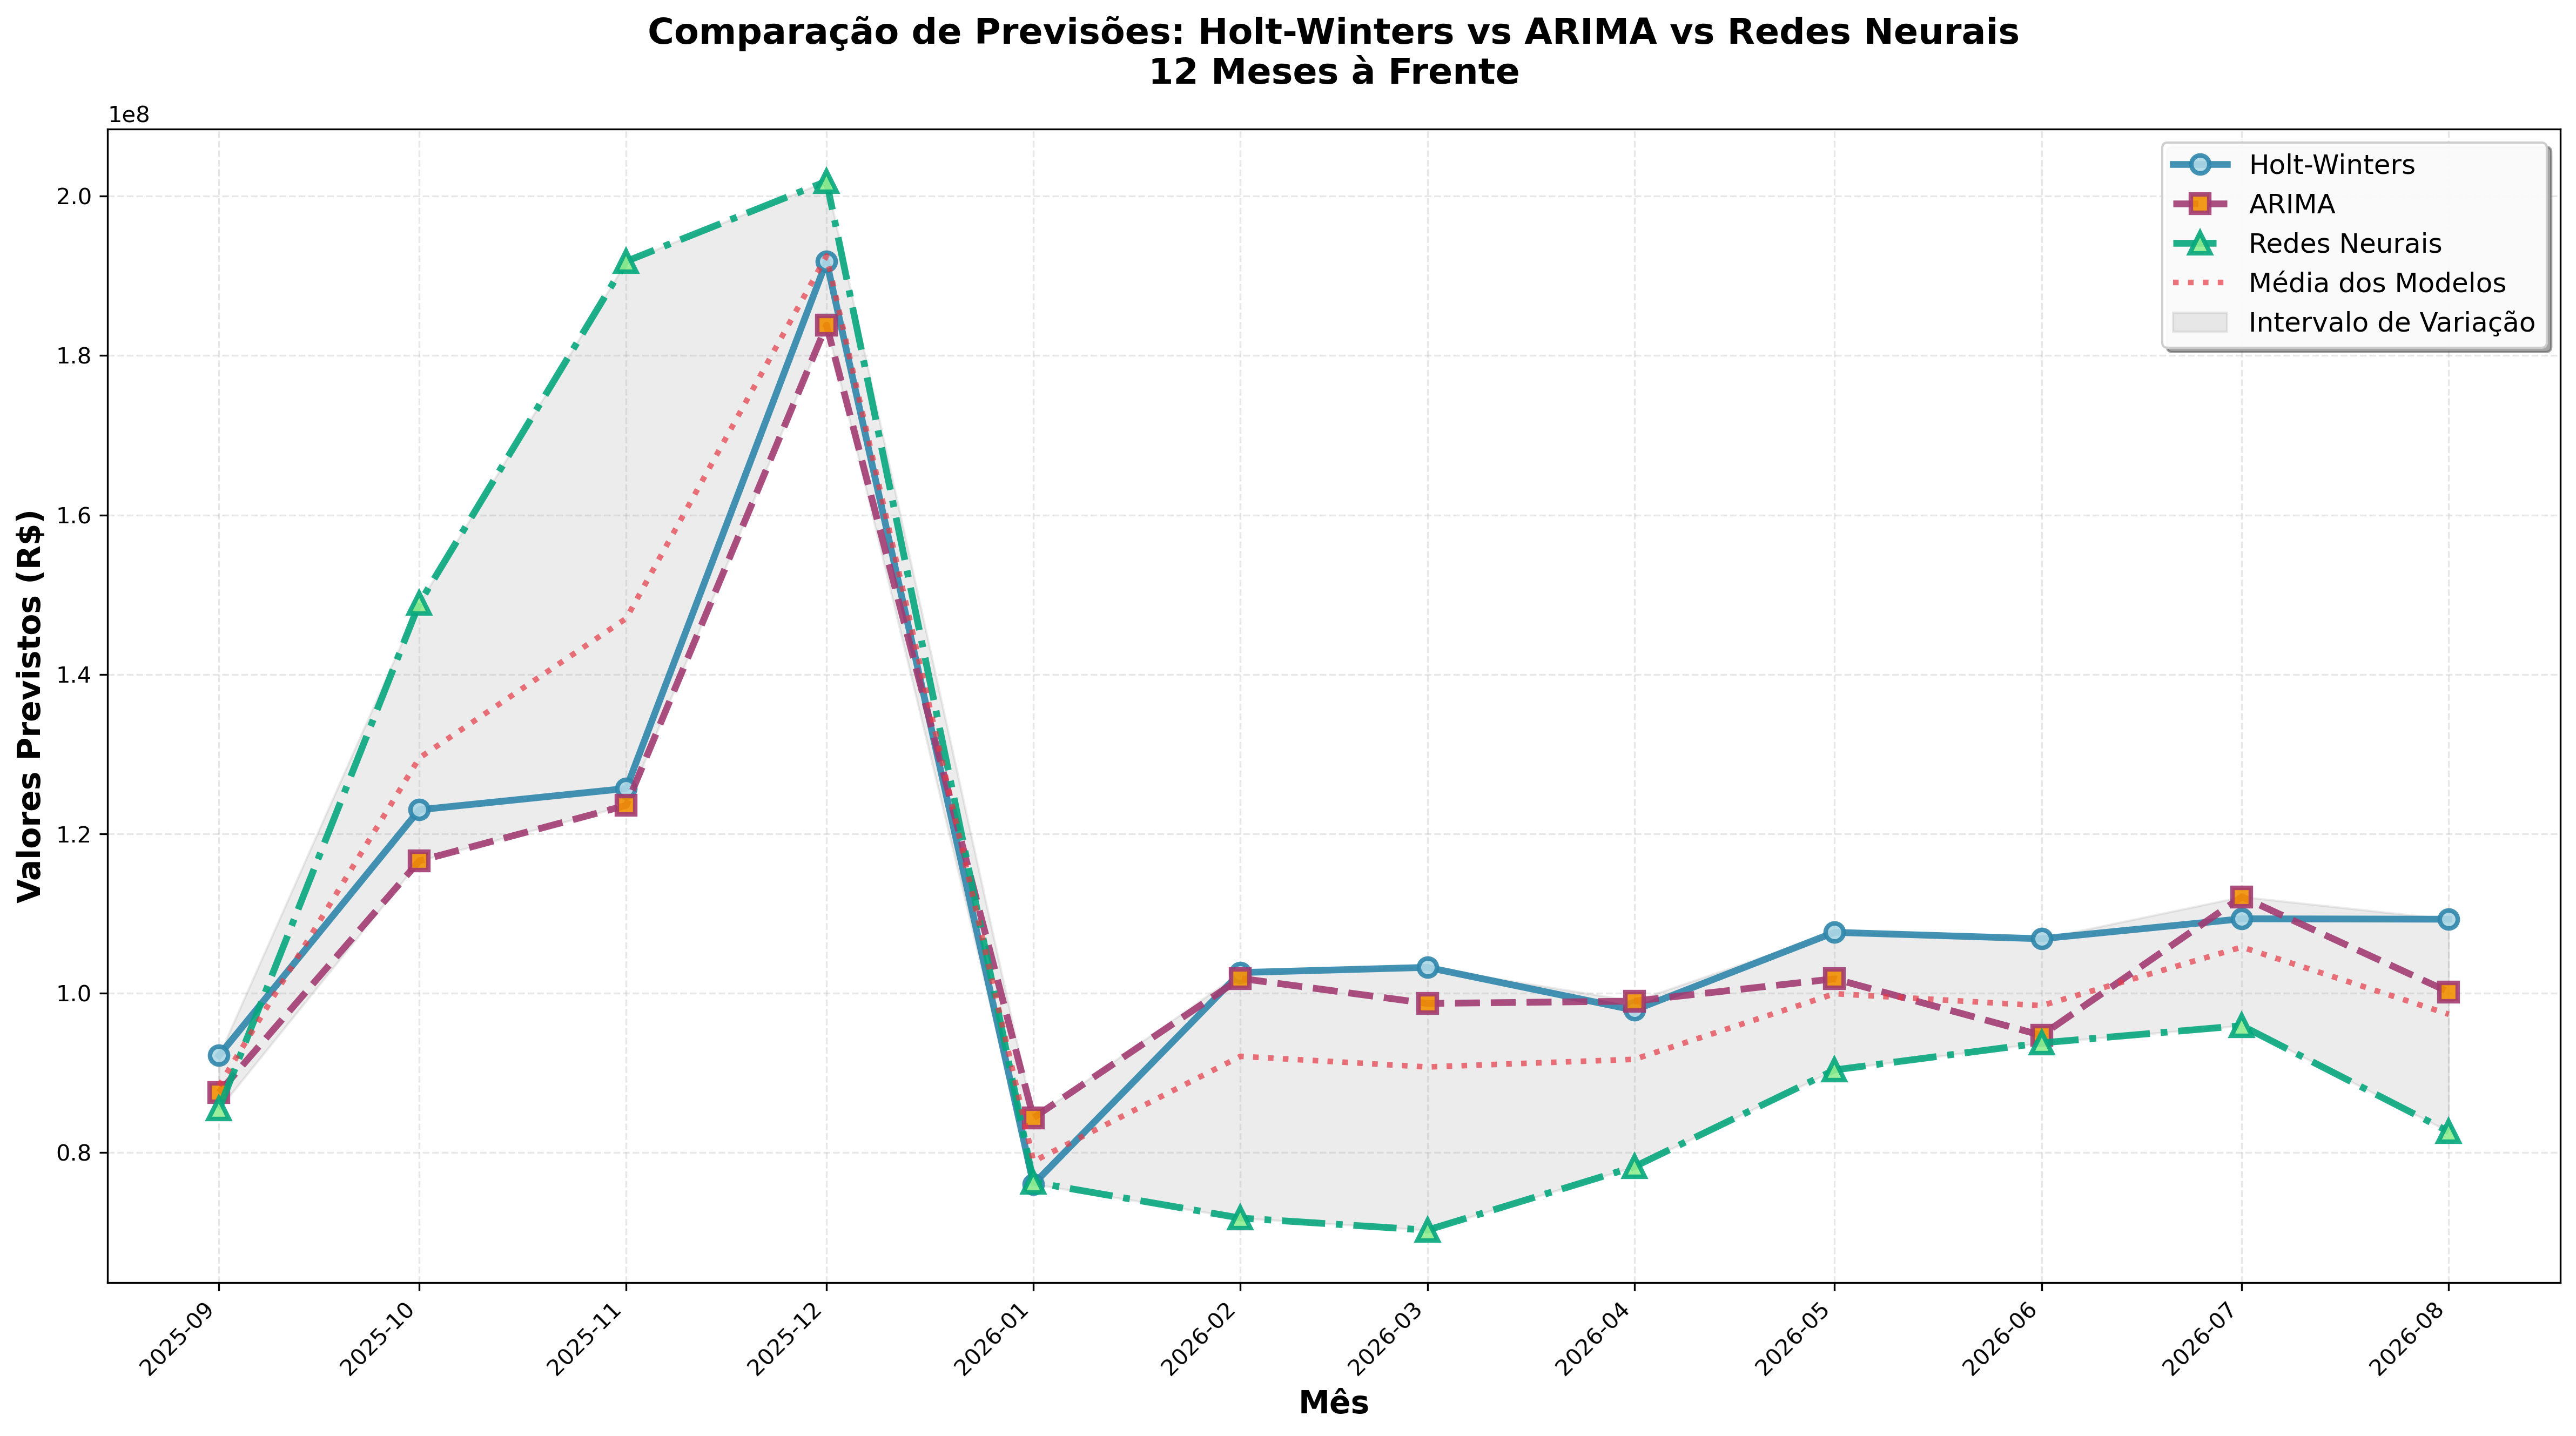 Comparação de Previsões: Holt-Winters vs ARIMA vs Redes Neurais
12 Meses à Frente
1e8
Holt-Winters
ARIMA
Redes Neurais
Média dos Modelos
Intervalo de Variação
Valores Previstos (R$)
2.0
1.8
1.6
1.4
1.2
1.0
0.8
2025-09
2025-10
2025-11
2025-12
2026-01
2026-02
2026-03
2026-04
2026-05
2026-06
2026-07
2026-08
Mês